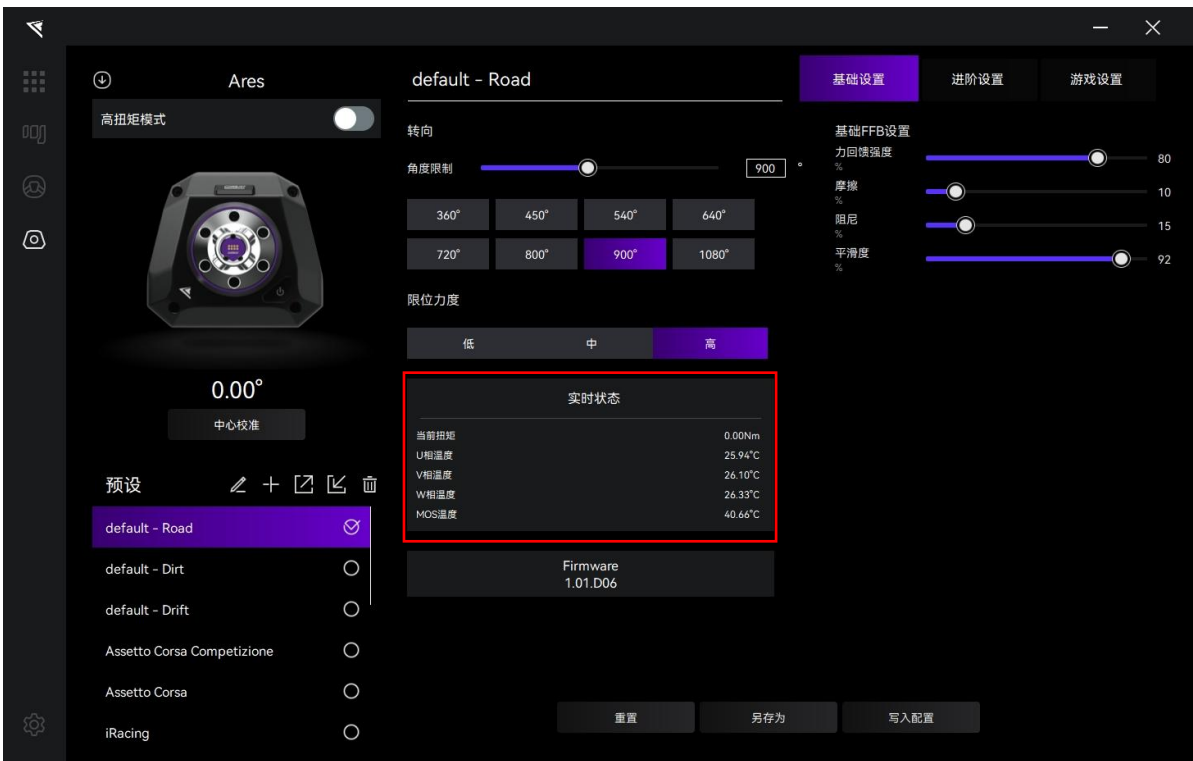 Ares
高扭矩模式
0.00°
中心校准
预设
default - Road
default - Dirt
default - Drift
Assetto Corsa Competizione
Assetto Corsa
iRacing
default - Road
转向
角度限制
900 °
360° 450° 540° 640°
720° 800° 900° 1080°
限位力度
低 中 高
实时状态
当前扭矩 0.00Nm
U相温度 25.94°C
V相温度 26.10°C
W相温度 26.33°C
MOS温度 40.66°C
Firmware
1.01.D06
基础设置 进阶设置 游戏设置
基础FFB设置
力回馈强度 80
%
摩擦 10
%
阻尼 15
%
平滑度 92
%
重置 另存为 写入配置